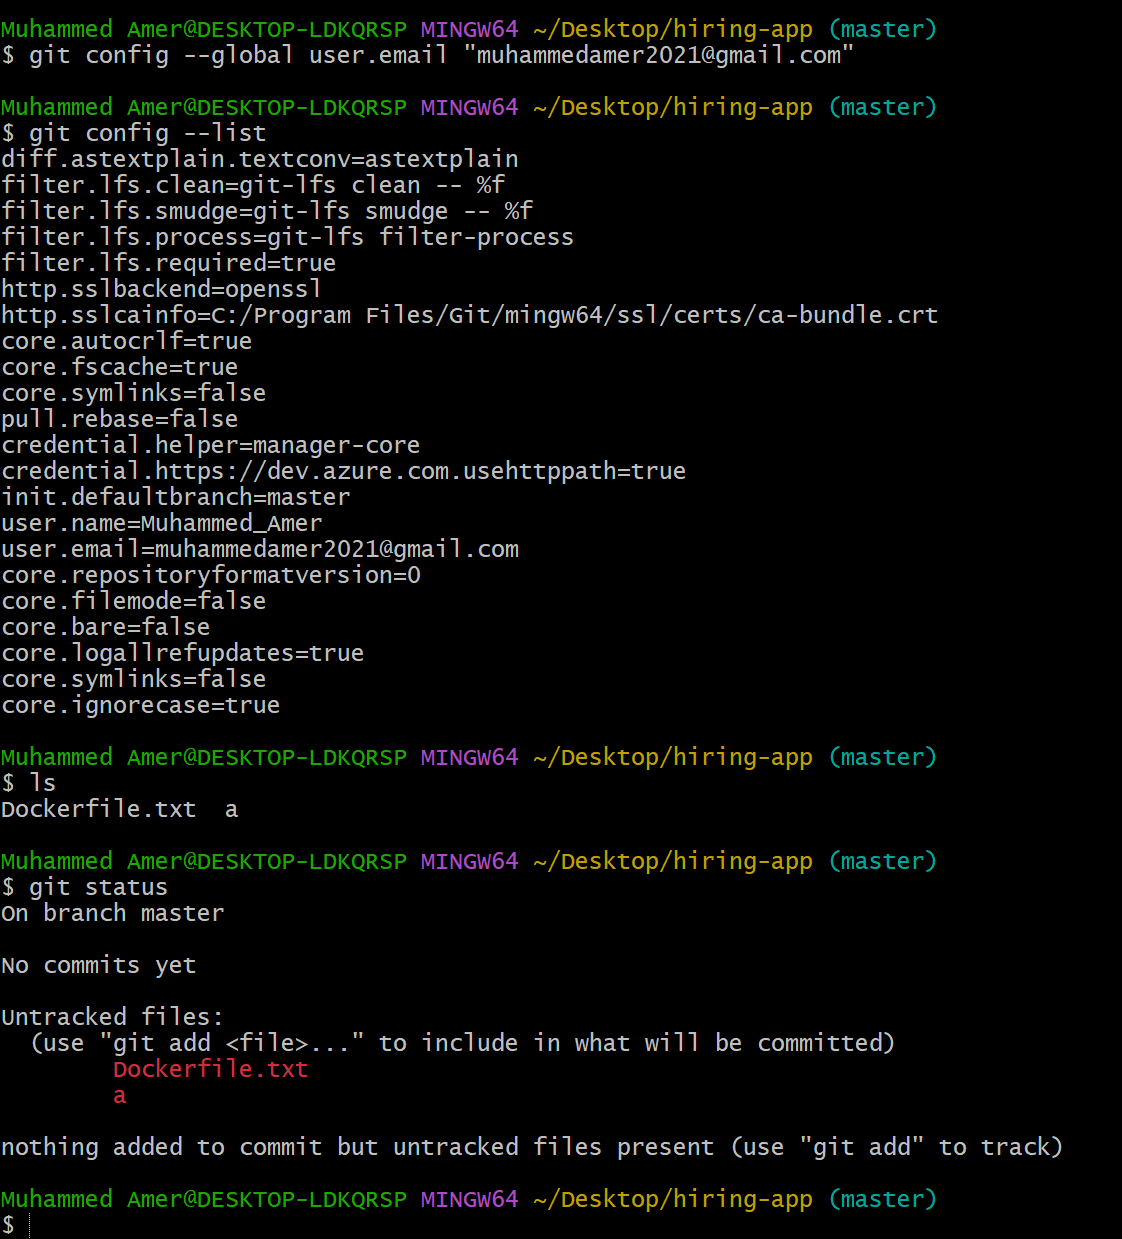 Muhammed Amer@DESKTOP-LDKQRSP MINGW64 ~/Desktop/hiring-app (master)
$ git config --global user.email "muhammedamer2021@gmail.com"
Muhammed Amer@DESKTOP-LDKQRSP MINGW64 ~/Desktop/hiring-app (master)
$ git config --list
diff.astextplain.textconv=astextplain
filter.lfs.clean=git-lfs clean -- %f
filter.lfs.smudge=git-lfs smudge -- %f
filter.lfs.process=git-lfs filter-process
filter.lfs.required=true
http.sslbackend=openssl
http.sslcainfo=C:/Program Files/Git/mingw64/ssl/certs/ca-bundle.crt
core.autocrlf=true
core.fscache=true
core.symlinks=false
pull.rebase=false
credential.helper=manager-core
credential.https://dev.azure.com.usehttppath=true
init.defaultbranch=master
user.name=Muhammed_Amer
user.email=muhammedamer2021@gmail.com
core.repositoryformatversion=0
core.filemode=false
core.bare=false
core.logallrefupdates=true
core.symlinks=false
core.ignorecase=true
Muhammed Amer@DESKTOP-LDKQRSP MINGW64 ~/Desktop/hiring-app (master)
$ ls
Dockerfile.txt  a
Muhammed Amer@DESKTOP-LDKQRSP MINGW64 ~/Desktop/hiring-app (master)
$ git status
On branch master
No commits yet
Untracked files:
  (use "git add <file>..." to include in what will be committed)
        Dockerfile.txt
        a
nothing added to commit but untracked files present (use "git add" to track)
Muhammed Amer@DESKTOP-LDKQRSP MINGW64 ~/Desktop/hiring-app (master)
$